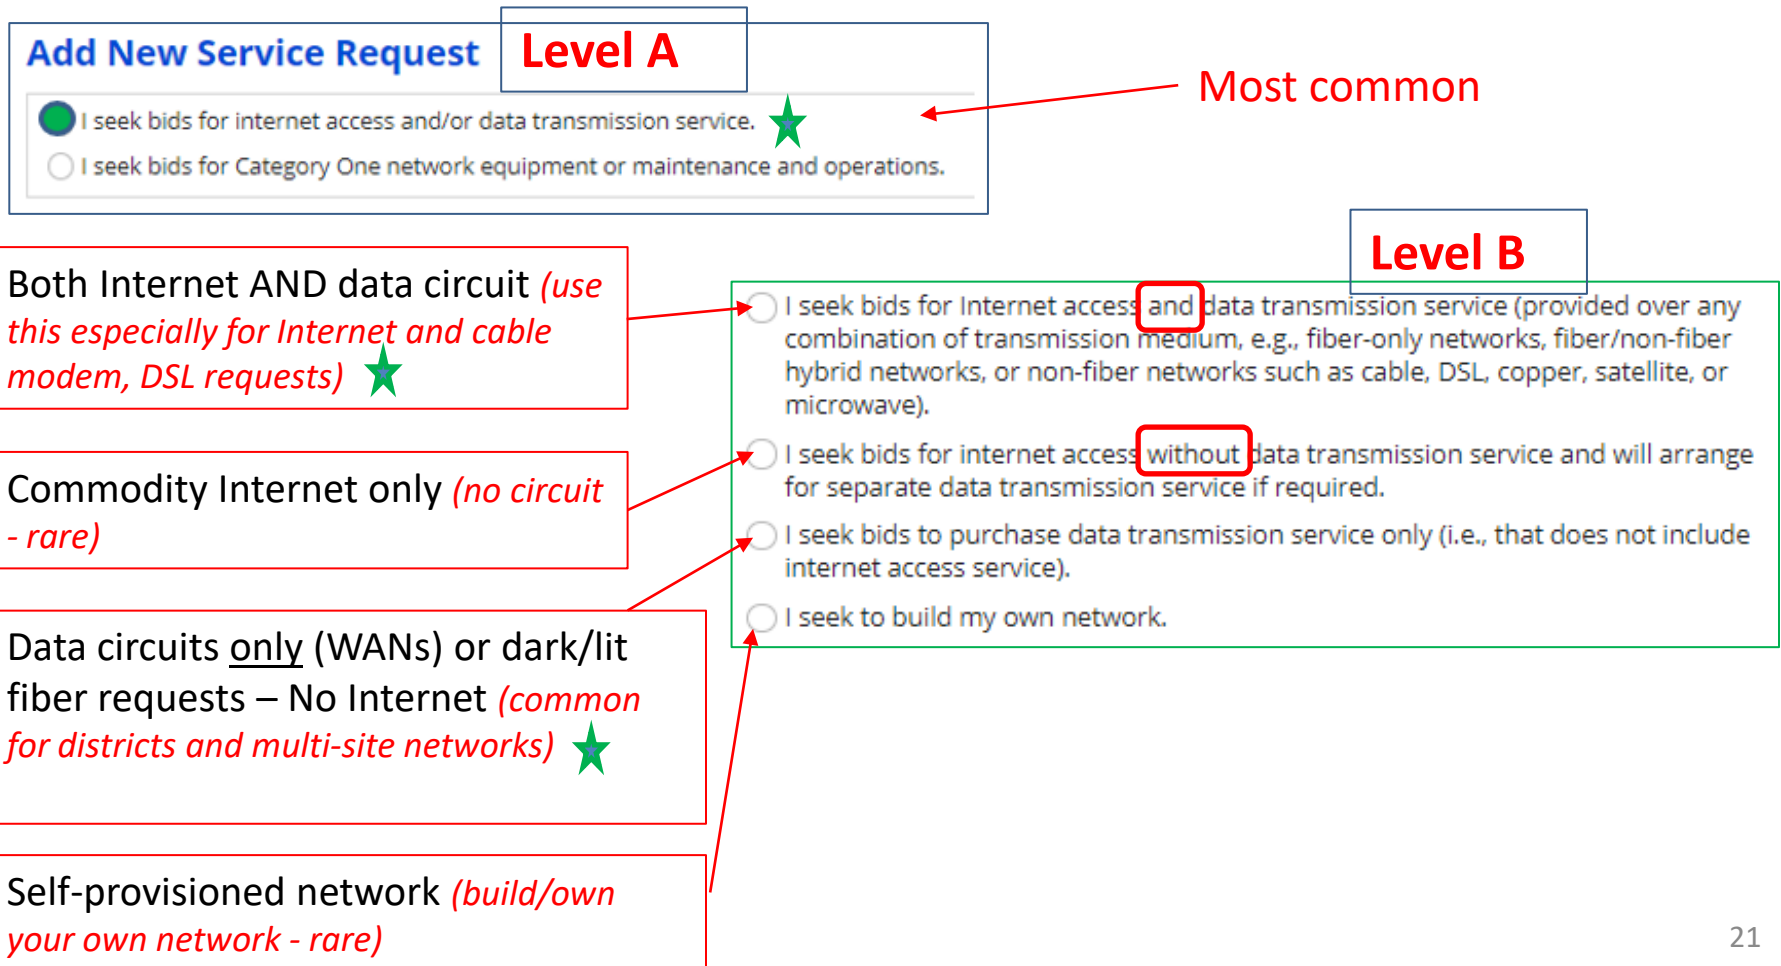 Add New Service Request
Level A
I seek bids for internet access and/or data transmission service.
I seek bids for Category One network equipment or maintenance and operations.
Most common
Level B
Both Internet AND data circuit (use
this especially for Internet and cable
modem, DSL requests)
Commodity Internet only (no circuit
- rare)
Data circuits only (WANs) or dark/lit
fiber requests – No Internet (common
for districts and multi-site networks)
Self-provisioned network (build/own
your own network - rare)
I seek bids for Internet access and data transmission service (provided over any
combination of transmission medium, e.g., fiber-only networks, fiber/non-fiber
hybrid networks, or non-fiber networks such as cable, DSL, copper, satellite, or
microwave).
I seek bids for internet access without data transmission service and will arrange
for separate data transmission service if required.
I seek bids to purchase data transmission service only (i.e., that does not include
internet access service).
I seek to build my own network.
21